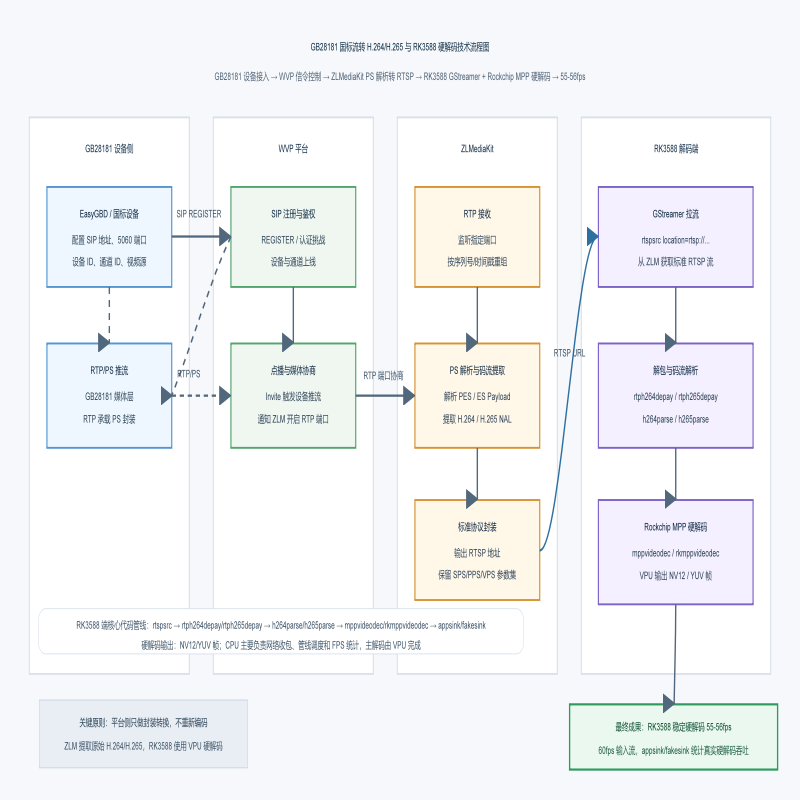 GB28181 国标流转 H.264/H.265 与 RK3588 硬解码技术流程图
GB28181 设备接入 → WVP 信令控制 → ZLMediaKit PS 解析转 RTSP → RK3588 GStreamer + Rockchip MPP 硬解码 → 55-56fps
GB28181 设备侧
EasyGBD / 国标设备
配置 SIP 地址、5060 端口
设备 ID、通道 ID、视频源
RTP/PS 推流
GB28181 媒体层
RTP 承载 PS 封装
SIP REGISTER
RTP/PS
WVP 平台
SIP 注册与鉴权
REGISTER / 认证挑战
设备与通道上线
点播与媒体协商
Invite 触发设备推流
通知 ZLM 开启 RTP 端口
RTP 端口协商
ZLMediaKit
RTP 接收
监听指定端口
按序列号/时间戳重组
PS 解析与码流提取
解析 PES / ES Payload
提取 H.264 / H.265 NAL
标准协议封装
输出 RTSP 地址
保留 SPS/PPS/VPS 参数集
RTSP URL
RK3588 解码端
GStreamer 拉流
rtspsrc location=rtsp://...
从 ZLM 获取标准 RTSP 流
解包与码流解析
rtph264depay / rtph265depay
h264parse / h265parse
Rockchip MPP 硬解码
mppvideodec / rkmppvideodec
VPU 输出 NV12 / YUV 帧
RK3588 端核心代码管线：rtspsrc → rtph264depay/rtph265depay → h264parse/h265parse → mppvideodec/rkmppvideodec → appsink/fakesink
硬解码输出：NV12/YUV 帧；CPU 主要负责网络收包、管线调度和 FPS 统计，主解码由 VPU 完成
关键原则：平台侧只做封装转换，不重新编码
ZLM 提取原始 H.264/H.265，RK3588 使用 VPU 硬解码
最终成果：RK3588 稳定硬解码 55-56fps
60fps 输入流，appsink/fakesink 统计真实硬解码吞吐